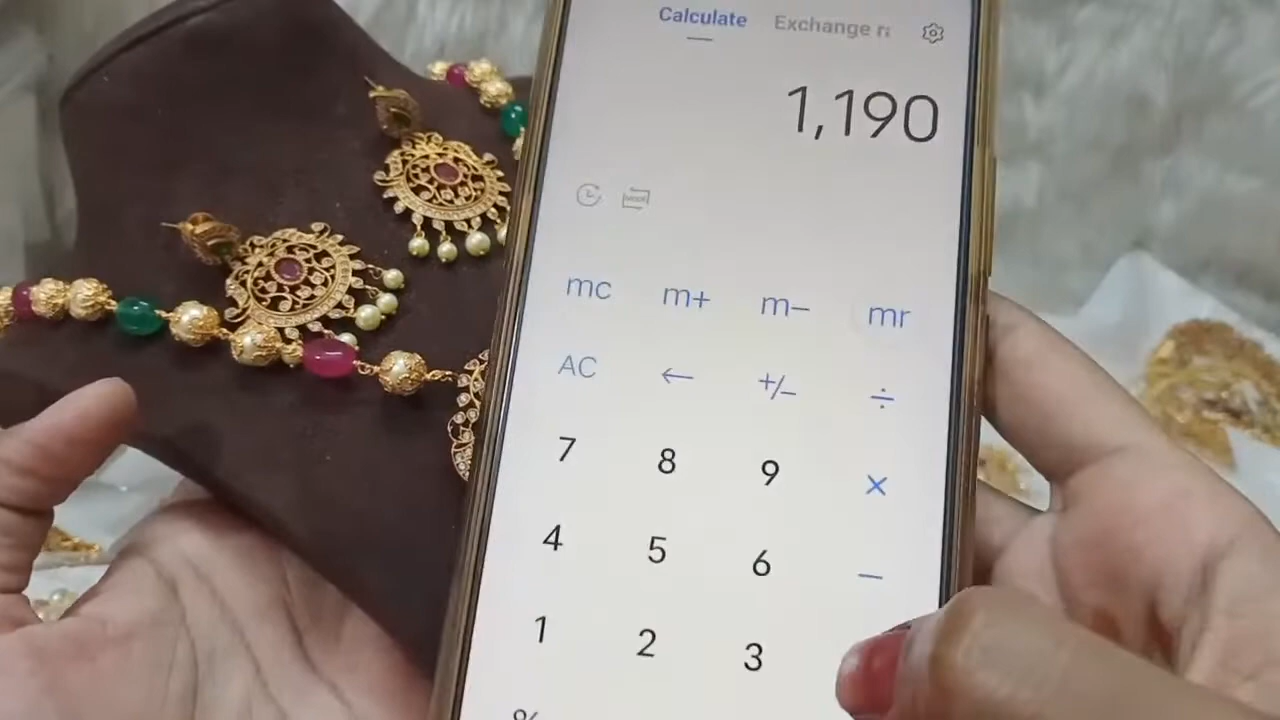 Calculate Exchange r
1,190
mc m+ m− mr
AC ← +/− ÷
7 8 9 ×
4 5 6 −
1 2 3
%